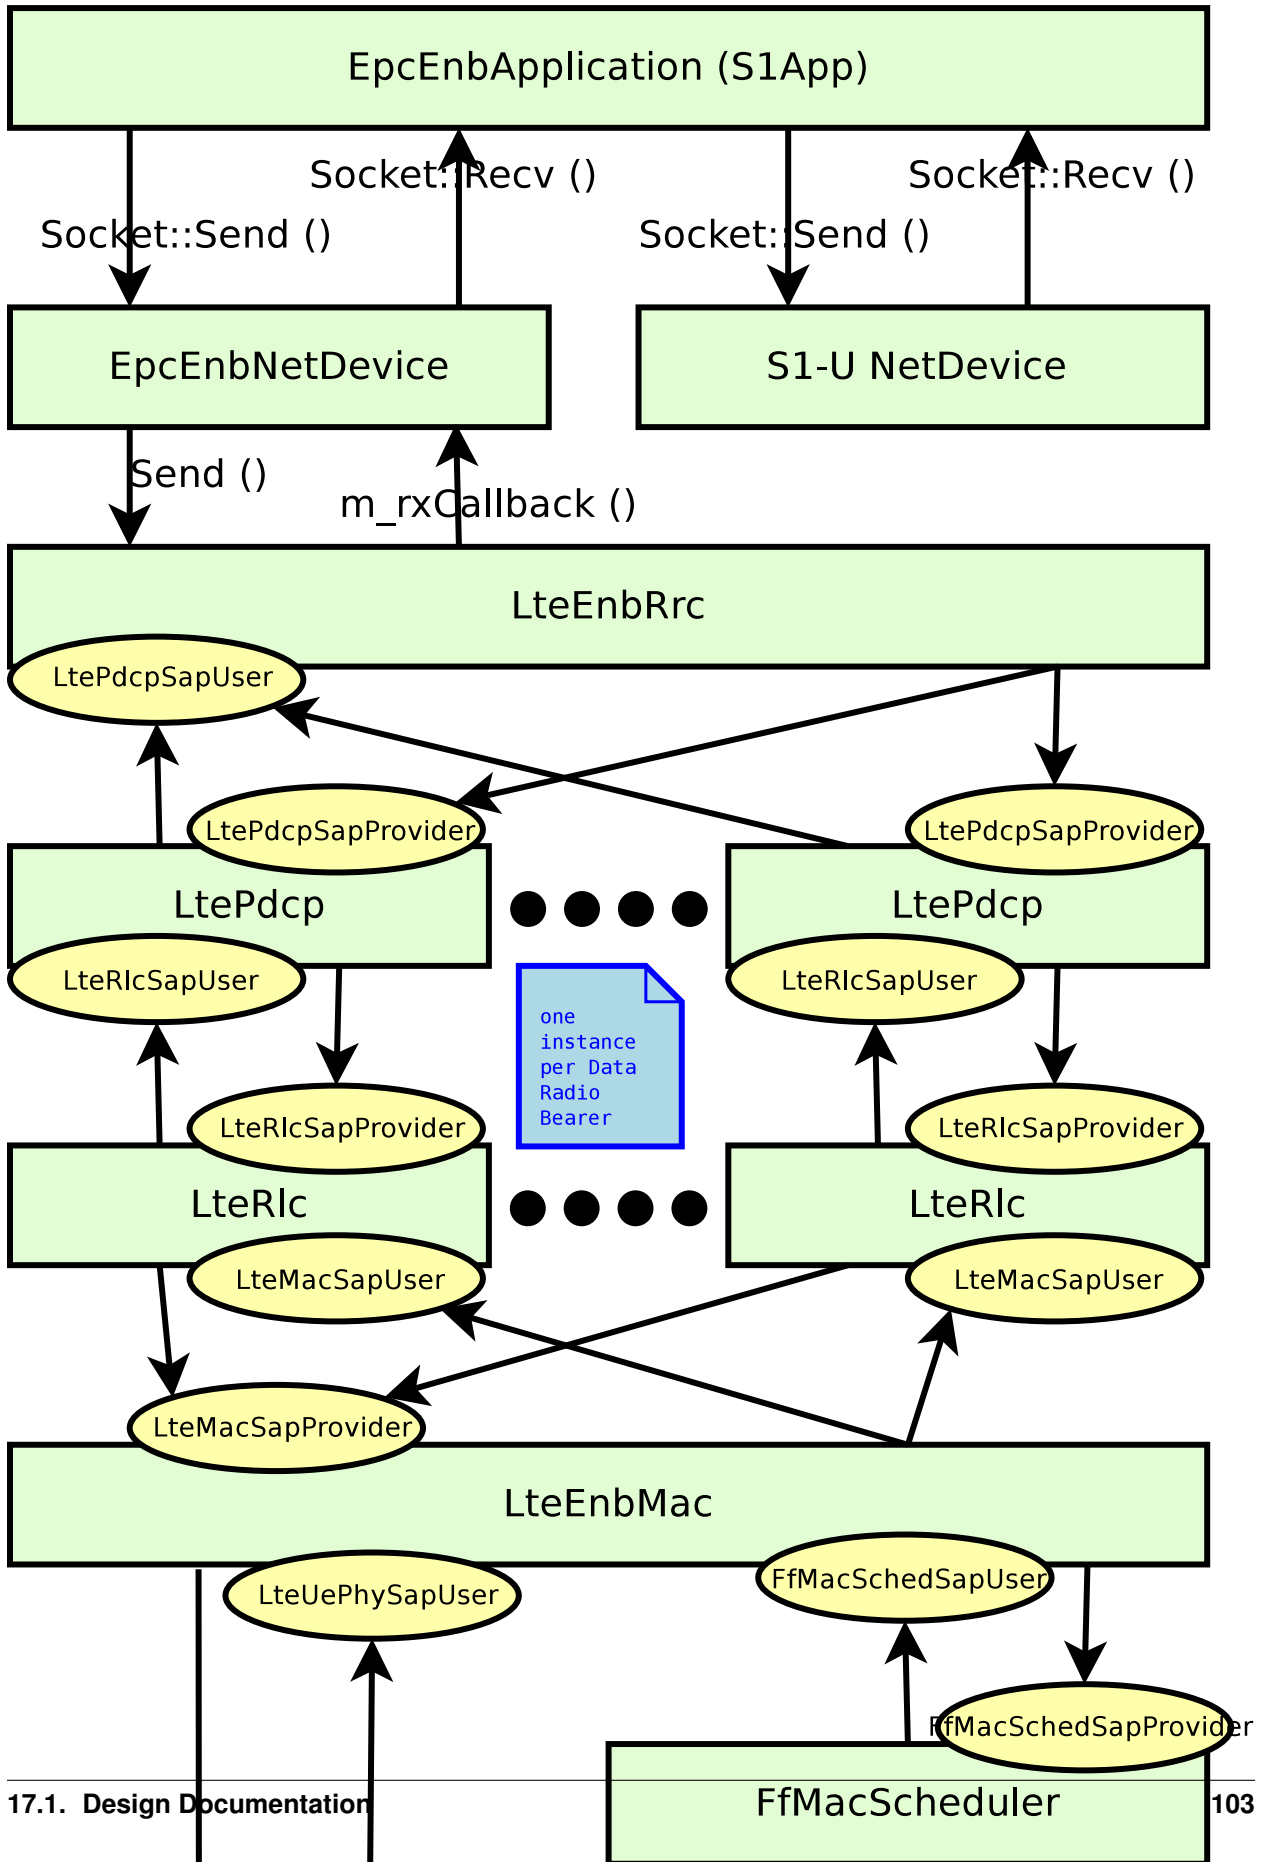 EpcEnbApplication (S1App)
Socket::Recv ()
Socket::Recv ()
Socket::Send ()
Socket::Send ()
EpcEnbNetDevice
S1-U NetDevice
Send ()
m_rxCallback ()
LteEnbRrc
LtePdcpSapUser
LtePdcpSapProvider
LtePdcpSapProvider
LtePdcp
LtePdcp
LteRlcSapUser
LteRlcSapUser
one
instance
per Data
Radio
Bearer
LteRlcSapProvider
LteRlcSapProvider
LteRlc
LteRlc
LteMacSapUser
LteMacSapUser
LteMacSapProvider
LteEnbMac
LteUePhySapUser
FfMacSchedSapUser
FfMacSchedSapProvider
FfMacScheduler
17.1. Design Documentation
103